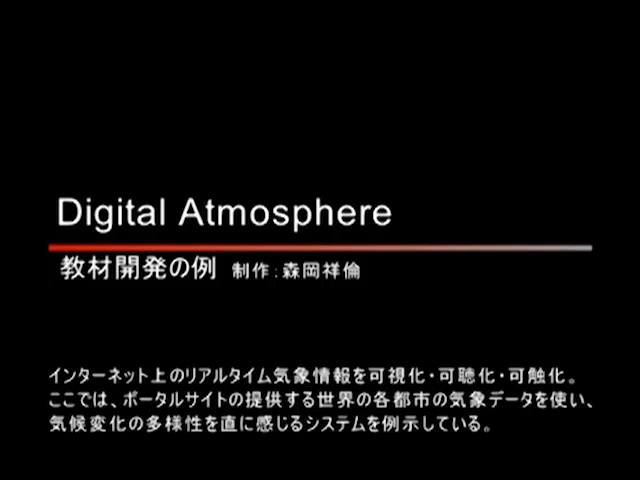 Digital Atmosphere
教材開発の例 制作：森岡祥倫
インターネット上のリアルタイム気象情報を可視化・可聴化・可触化。
ここでは、ポータルサイトの提供する世界の各都市の気象データを使い、
気候変化の多様性を直に感じるシステムを例示している。